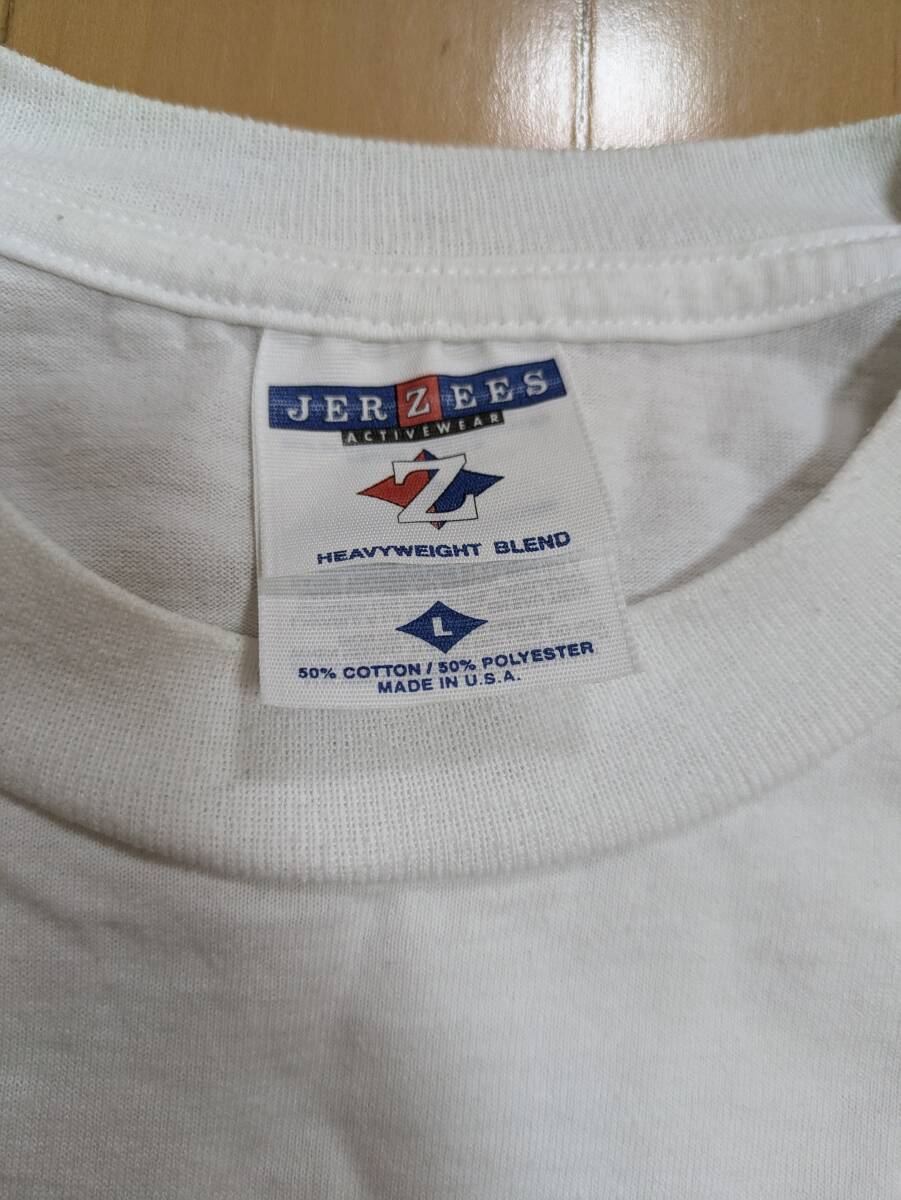 JERZEES
ACTIVEWEAR
Z
HEAVYWEIGHT BLEND
L
50% COTTON / 50% POLYESTER
MADE IN U.S.A.